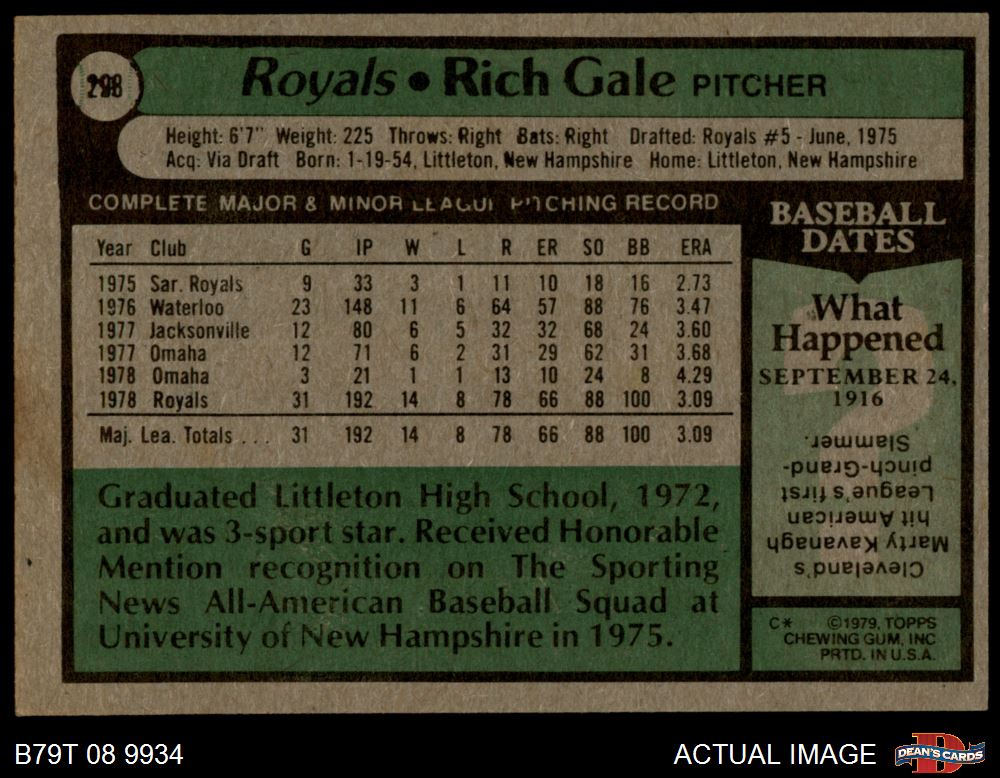 298
Royals • Rich Gale PITCHER
Height: 6'7" Weight: 225 Throws: Right Bats: Right Drafted: Royals #5 - June, 1975
Acq: Via Draft Born: 1-19-54, Littleton, New Hampshire Home: Littleton, New Hampshire
COMPLETE MAJOR & MINOR LEAGUE PITCHING RECORD
Year Club G IP W L R ER SO BB ERA
1975 Sar. Royals 9 33 3 1 11 10 18 16 2.73
1976 Waterloo 23 148 11 6 64 57 88 76 3.47
1977 Jacksonville 12 80 6 5 32 32 68 24 3.60
1977 Omaha 12 71 6 2 31 29 62 31 3.68
1978 Omaha 3 21 1 1 13 10 24 8 4.29
1978 Royals 31 192 14 8 78 66 88 100 3.09
Maj. Lea. Totals . . . 31 192 14 8 78 66 88 100 3.09
Graduated Littleton High School, 1972,
and was 3-sport star. Received Honorable
Mention recognition on The Sporting
News All-American Baseball Squad at
University of New Hampshire in 1975.
BASEBALL
DATES
What
Happened
SEPTEMBER 24,
1916
Cleveland's
Marty Kavanagh
hit American
League's first
pinch-Grand-
Slammer.
C* ©1979, TOPPS
CHEWING GUM, INC
PRTD. IN U.S.A.
B79T 08 9934
ACTUAL IMAGE
DEAN'S CARDS